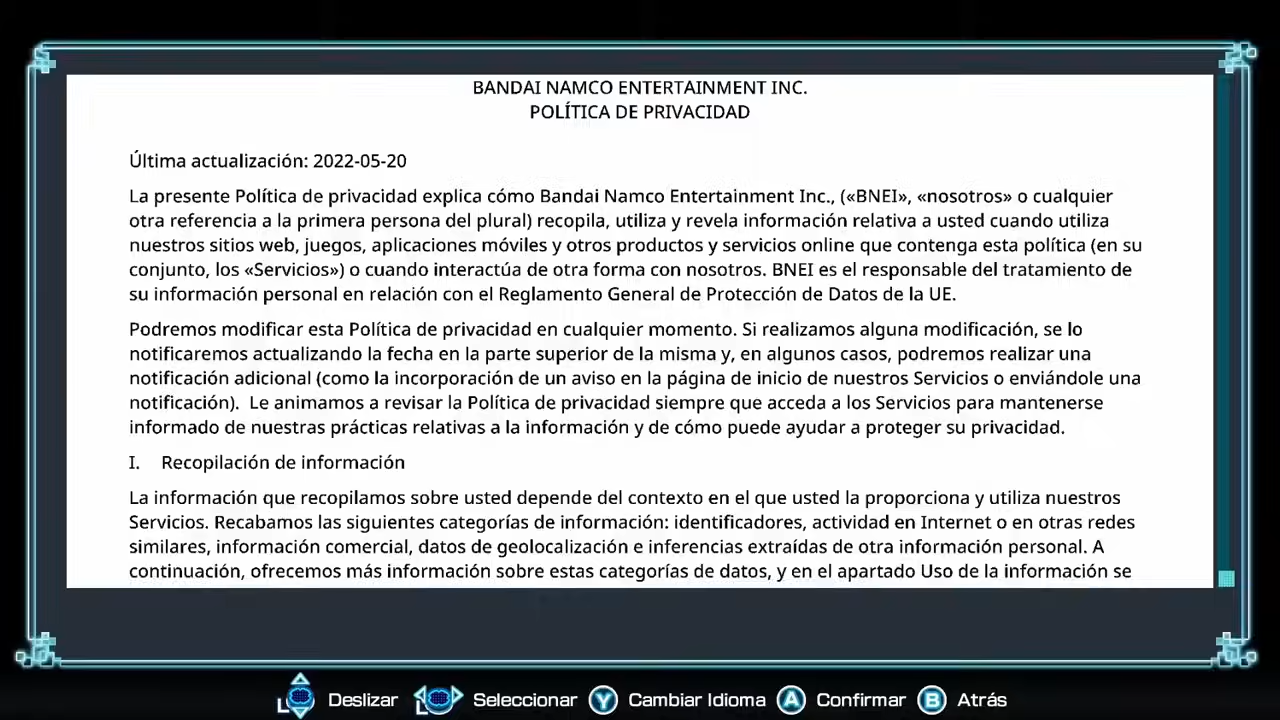 BANDAI NAMCO ENTERTAINMENT INC.
POLÍTICA DE PRIVACIDAD
Última actualización: 2022-05-20
La presente Política de privacidad explica cómo Bandai Namco Entertainment Inc., («BNEI», «nosotros» o cualquier
otra referencia a la primera persona del plural) recopila, utiliza y revela información relativa a usted cuando utiliza
nuestros sitios web, juegos, aplicaciones móviles y otros productos y servicios online que contenga esta política (en su
conjunto, los «Servicios») o cuando interactúa de otra forma con nosotros. BNEI es el responsable del tratamiento de
su información personal en relación con el Reglamento General de Protección de Datos de la UE.
Podremos modificar esta Política de privacidad en cualquier momento. Si realizamos alguna modificación, se lo
notificaremos actualizando la fecha en la parte superior de la misma y, en algunos casos, podremos realizar una
notificación adicional (como la incorporación de un aviso en la página de inicio de nuestros Servicios o enviándole una
notificación).  Le animamos a revisar la Política de privacidad siempre que acceda a los Servicios para mantenerse
informado de nuestras prácticas relativas a la información y de cómo puede ayudar a proteger su privacidad.
I. Recopilación de información
La información que recopilamos sobre usted depende del contexto en el que usted la proporciona y utiliza nuestros
Servicios. Recabamos las siguientes categorías de información: identificadores, actividad en Internet o en otras redes
similares, información comercial, datos de geolocalización e inferencias extraídas de otra información personal. A
continuación, ofrecemos más información sobre estas categorías de datos, y en el apartado Uso de la información se
L Deslizar L Seleccionar Y Cambiar Idioma A Confirmar B Atrás